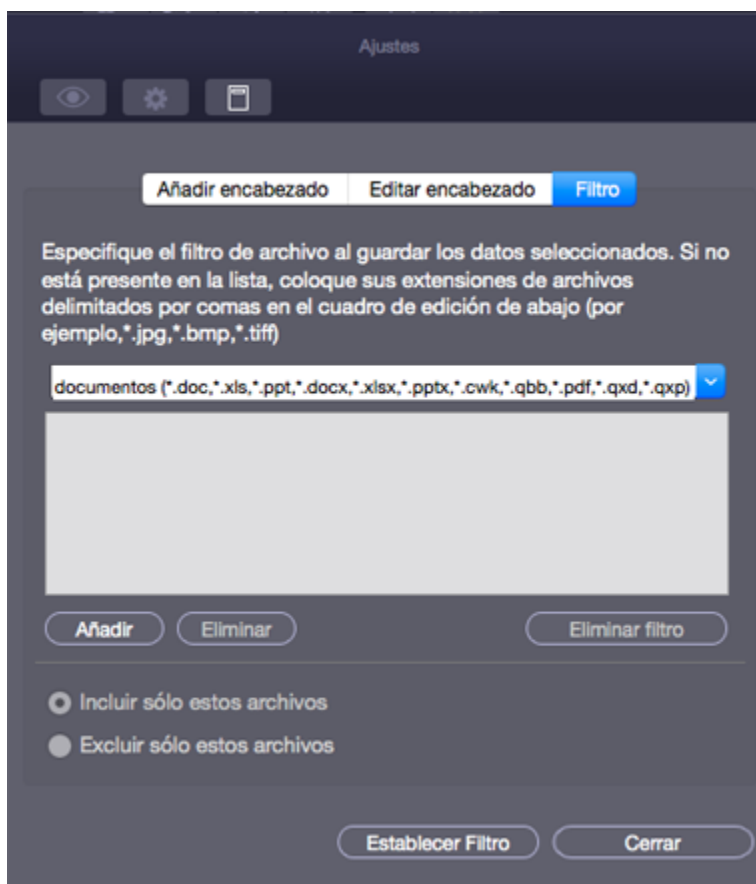 Ajustes
Añadir encabezado Editar encabezado Filtro
Especifique el filtro de archivo al guardar los datos seleccionados. Si no
está presente en la lista, coloque sus extensiones de archivos
delimitados por comas en el cuadro de edición de abajo (por
ejemplo,*.jpg,*.bmp,*.tiff)
documentos (*.doc,*.xls,*.ppt,*.docx,*.xlsx,*.pptx,*.cwk,*.qbb,*.pdf,*.qxd,*.qxp)
Añadir Eliminar Eliminar filtro
Incluir sólo estos archivos
Excluir sólo estos archivos
Establecer Filtro Cerrar